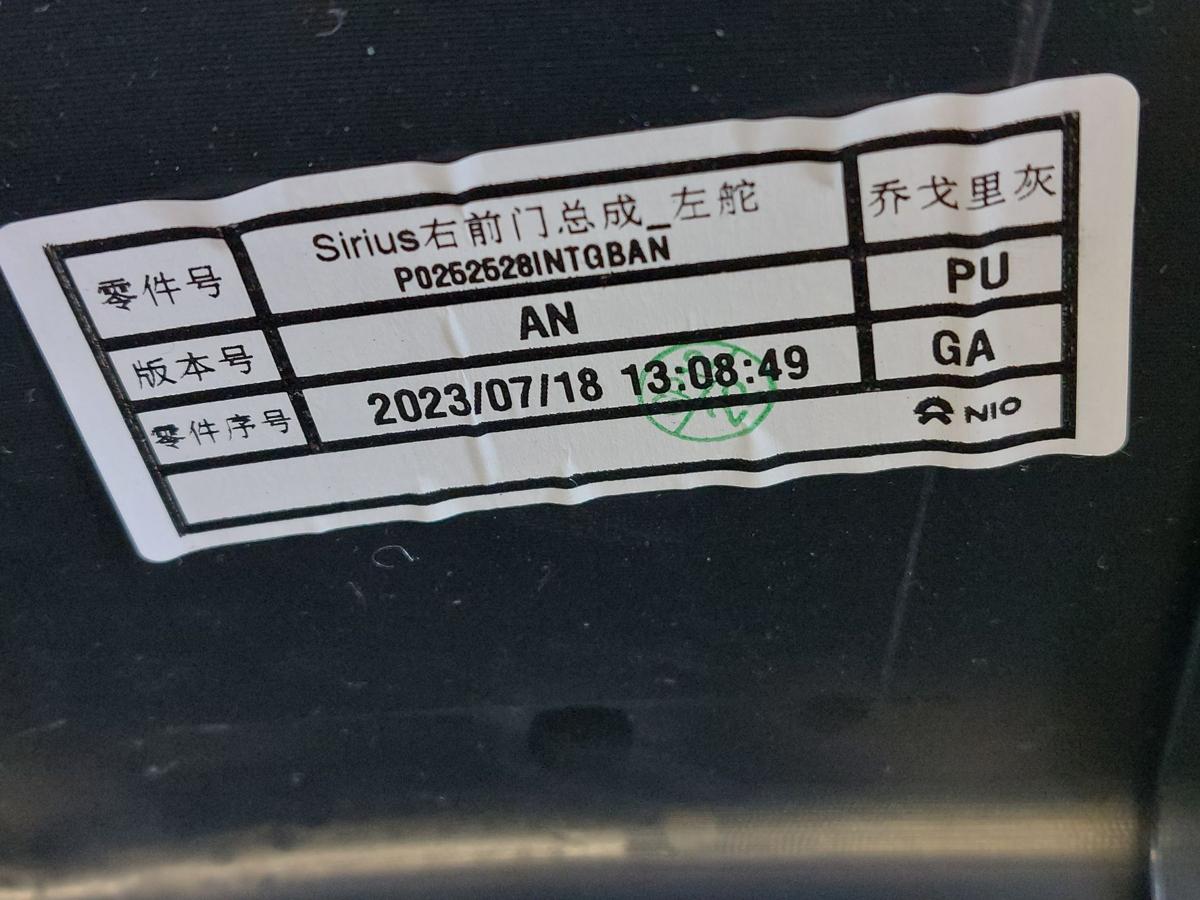 零件号
Sirius右前门总成_左舵
P0252528INTGBAN
乔戈里灰
版本号
AN
PU
零件序号
2023/07/18 13:08:49
GA
NIO